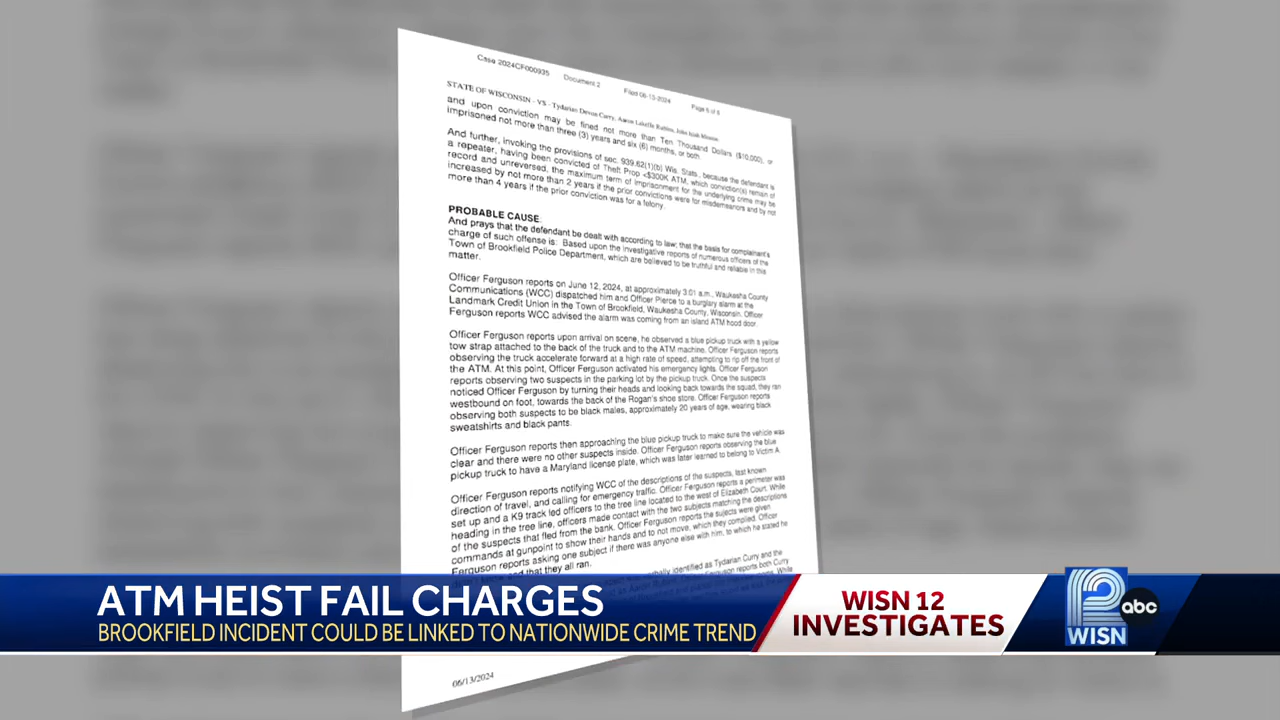 Case 2024CF000935 Document 2 Filed 06-13-2024 Page 5 of 8
STATE OF WISCONSIN - VS - Tydarian Devon Curry, Aaron
and upon conviction may be fined not more than Ten Thousand Dollars ($10,000), or
imprisoned not more than three (3) years and six (6) months, or both.
And further, invoking the provisions of sec. 939.62(1)(b) Wis. Stats., because the defendant is
a repeater, having been convicted of Theft Prop <$300K ATM, which conviction(s) remain of
record and unreversed, the maximum term of imprisonment for the underlying crime may be
increased by not more than 2 years if the prior convictions were for misdemeanors and by not
more than 4 years if the prior conviction was for a felony.
PROBABLE CAUSE:
And prays that the defendant be dealt with according to law; that the basis for complainant's
charge of such offense is: Based upon the investigative reports of numerous officers of the
Town of Brookfield Police Department, which are believed to be truthful and reliable in this
matter.
Officer Ferguson reports on June 12, 2024, at approximately 3:01 a.m., Waukesha County
Communications (WCC) dispatched him and Officer Pierce to a burglary alarm at the
Landmark Credit Union in the Town of Brookfield, Waukesha County, Wisconsin. Officer
Ferguson reports WCC advised the alarm was coming from an island ATM hood door.
Officer Ferguson reports upon arrival on scene, he observed a blue pickup truck with a yellow
tow strap attached to the back of the truck and to the ATM machine. Officer Ferguson reports
observing the truck accelerate forward at a high rate of speed, attempting to rip off the front of
the ATM. At this point, Officer Ferguson activated his emergency lights. Officer Ferguson
reports observing two suspects in the parking lot by the pickup truck. Once the suspects
noticed Officer Ferguson by turning their heads and looking back towards the squad, they ran
westbound on foot, towards the back of the Rogan's shoe store. Officer Ferguson reports
observing both suspects to be black males, approximately 20 years of age, wearing black
sweatshirts and black pants.
Officer Ferguson reports then approaching the blue pickup truck to make sure the vehicle was
clear and there were no other suspects inside. Officer Ferguson reports observing the blue
pickup truck to have a Maryland license plate, which was later learned to belong to Victim A.
Officer Ferguson reports notifying WCC of the descriptions of the suspects, last known
direction of travel, and calling for emergency traffic. Officer Ferguson reports a perimeter was
set up and a K9 track led officers to the tree line located to the west of Elizabeth Court. While
heading in the tree line, officers made contact with the two subjects matching the descriptions
of the suspects that fled from the bank. Officer Ferguson reports the sujects were given
commands at gunpoint to show their hands and to not move, which they complied. Officer
Ferguson reports asking one subject if there was anyone else with him, to which he stated he
and that they all ran.
identified as Tydarian Curry and the
Ferguson reports both Curry
ATM HEIST FAIL CHARGES
BROOKFIELD INCIDENT COULD BE LINKED TO NATIONWIDE CRIME TREND
WISN 12
INVESTIGATES
12
abc
WISN
06/13/2024